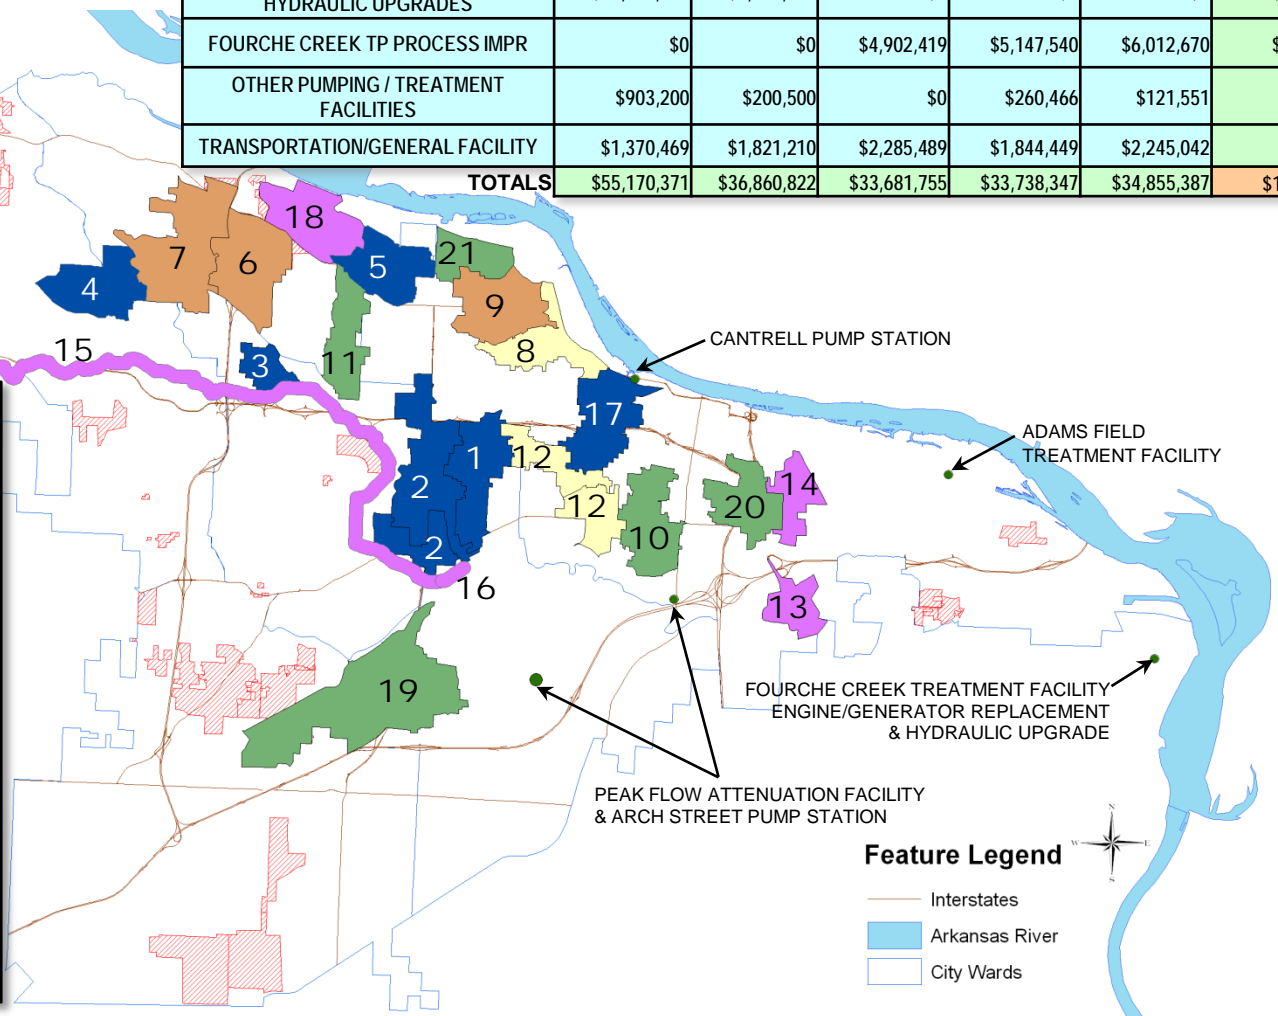 HYDRAULIC UPGRADES
FOURCHE CREEK TP PROCESS IMPR $0 $0 $4,902,419 $5,147,540 $6,012,670
OTHER PUMPING / TREATMENT
FACILITIES $903,200 $200,500 $0 $260,466 $121,551
TRANSPORTATION/GENERAL FACILITY $1,370,469 $1,821,210 $2,285,489 $1,844,449 $2,245,042
TOTALS $55,170,371 $36,860,822 $33,681,755 $33,738,347 $34,855,387
18
7
6
5
21
4
9
15
3
11
8
CANTRELL PUMP STATION
17
1
12
2
12
10
20
14
ADAMS FIELD
TREATMENT FACILITY
2
16
13
19
FOURCHE CREEK TREATMENT FACILITY
ENGINE/GENERATOR REPLACEMENT
& HYDRAULIC UPGRADE
PEAK FLOW ATTENUATION FACILITY
& ARCH STREET PUMP STATION
N
W E
S
Feature Legend
Interstates
Arkansas River
City Wards